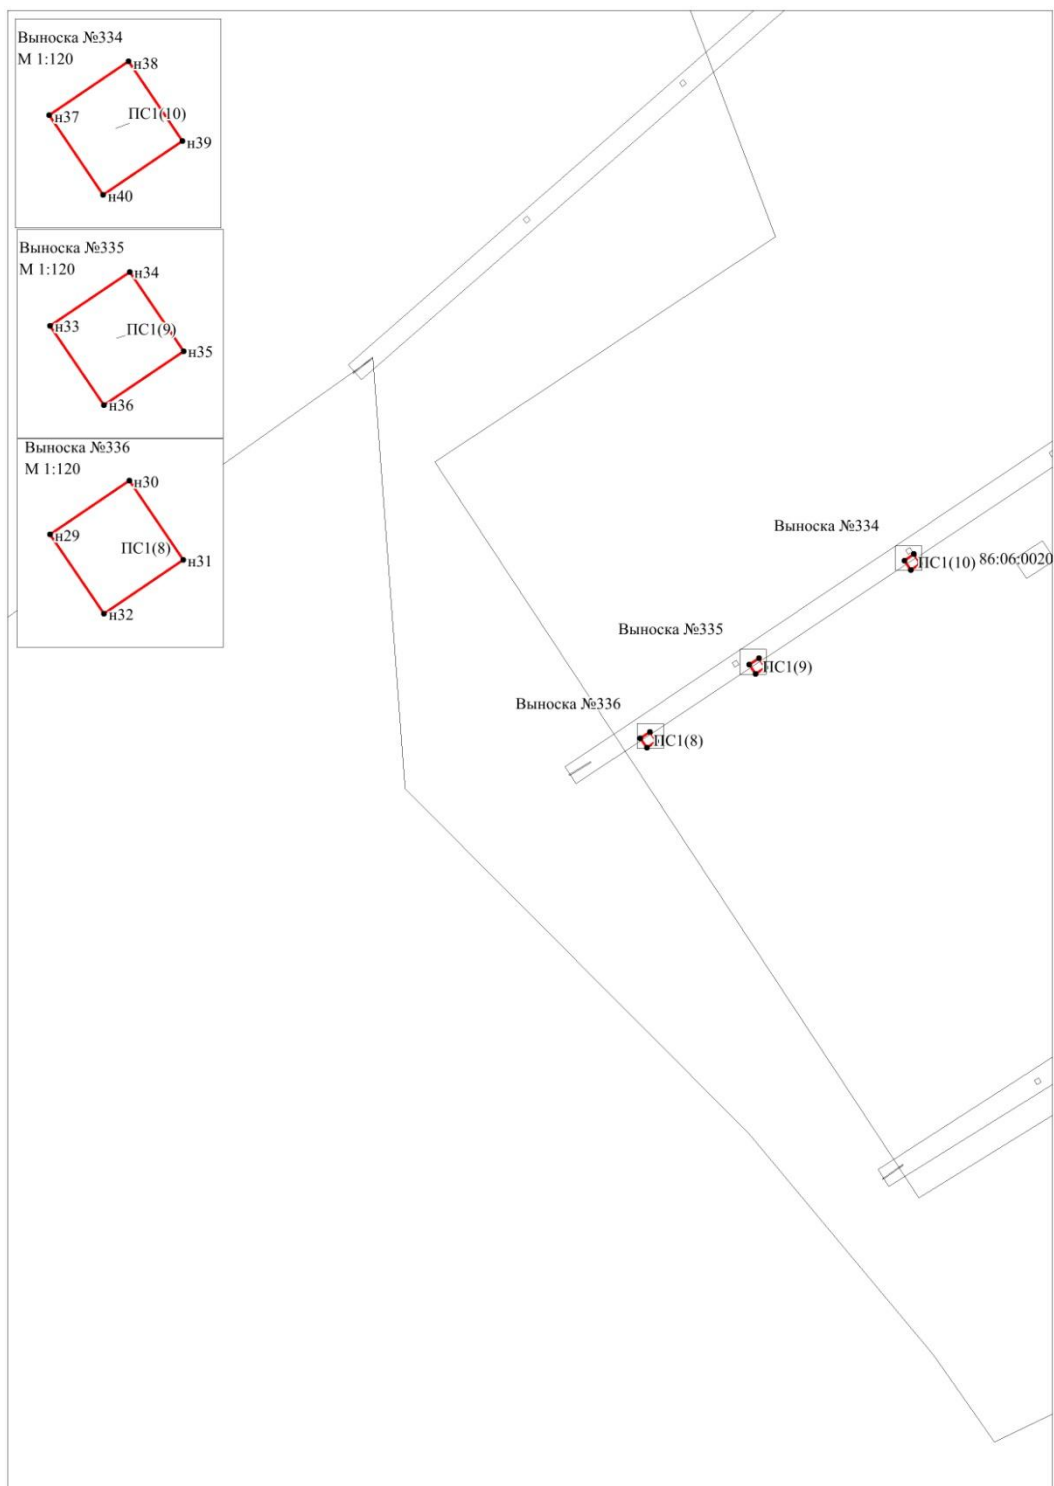 Выноска №334
М 1:120
н38
н37
ПС1(10)
н39
н40
Выноска №335
М 1:120
н34
н33
ПС1(9)
н35
н36
Выноска №336
М 1:120
н30
н29
ПС1(8)
н31
н32
Выноска №334
ПС1(10)
86:06:0020
Выноска №335
ПС1(9)
Выноска №336
ПС1(8)